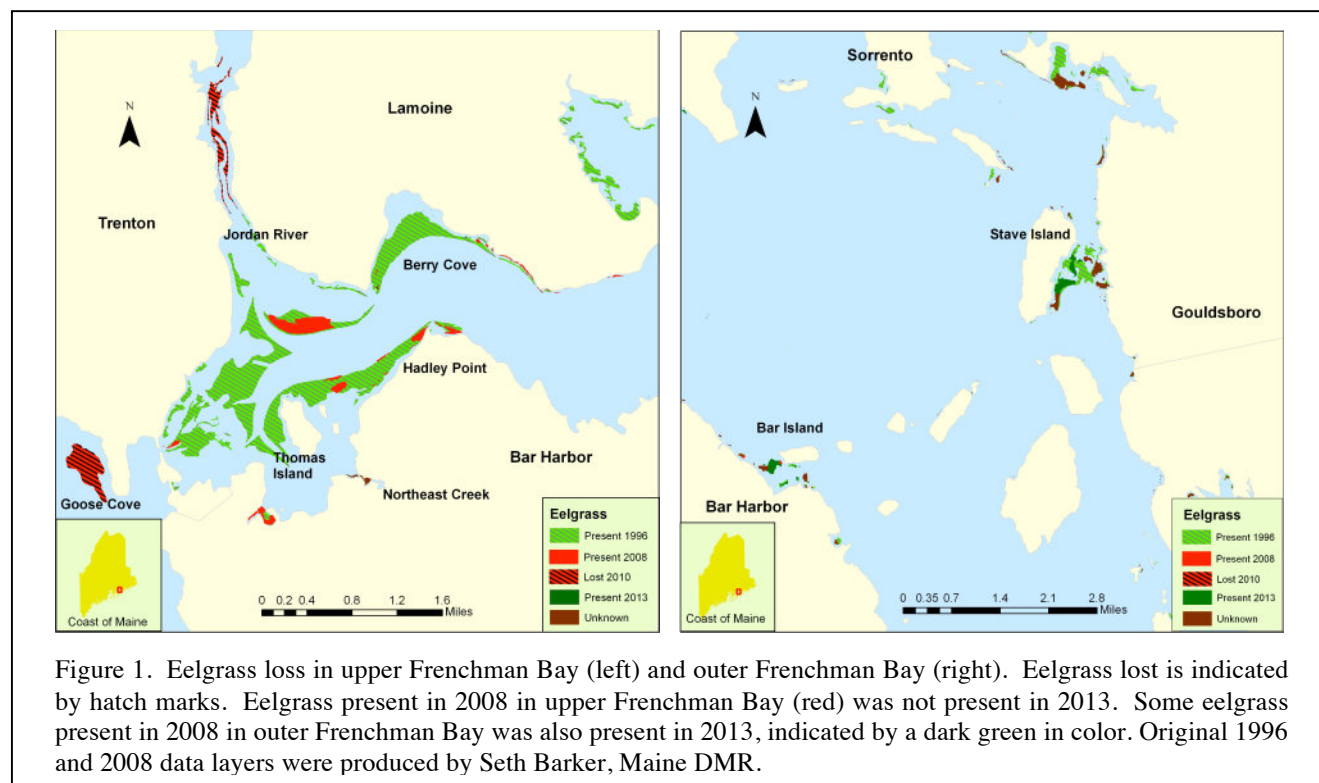 N
Lamoine
Trenton
Jordan River
Berry Cove
Hadley Point
Thomas
Island
Bar Harbor
Goose Cove
Northeast Creek
Eelgrass
Present 1996
Present 2008
Lost 2010
Present 2013
Unknown
Coast of Maine
0 0.2 0.4 0.8 1.2 1.6
Miles
Sorrento
N
Stave Island
Gouldsboro
Bar Island
Bar Harbor
Eelgrass
Present 1996
Present 2008
Lost 2010
Present 2013
Unknown
Coast of Maine
0 0.35 0.7 1.4 2.1 2.8
Miles
Figure 1. Eelgrass loss in upper Frenchman Bay (left) and outer Frenchman Bay (right). Eelgrass lost is indicated
by hatch marks. Eelgrass present in 2008 in upper Frenchman Bay (red) was not present in 2013. Some eelgrass
present in 2008 in outer Frenchman Bay was also present in 2013, indicated by a dark green in color. Original 1996
and 2008 data layers were produced by Seth Barker, Maine DMR.